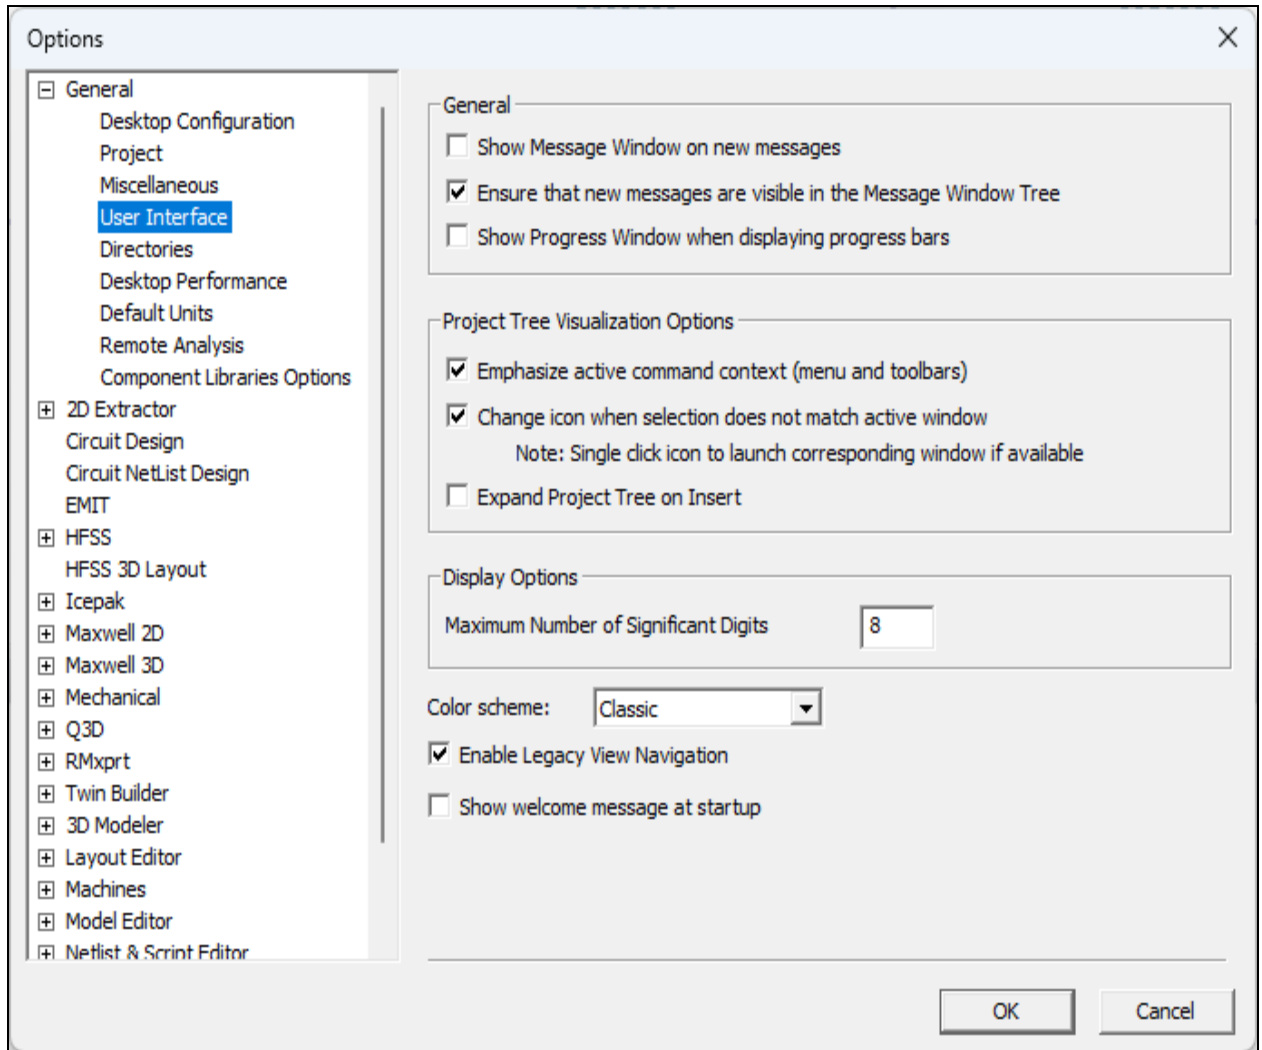 Options
General
Desktop Configuration
Project
Miscellaneous
User Interface
Directories
Desktop Performance
Default Units
Remote Analysis
Component Libraries Options
2D Extractor
Circuit Design
Circuit NetList Design
EMIT
HFSS
HFSS 3D Layout
Icepak
Maxwell 2D
Maxwell 3D
Mechanical
Q3D
RMxprt
Twin Builder
3D Modeler
Layout Editor
Machines
Model Editor
Netlist & Script Editor
General
Show Message Window on new messages
Ensure that new messages are visible in the Message Window Tree
Show Progress Window when displaying progress bars
Project Tree Visualization Options
Emphasize active command context (menu and toolbars)
Change icon when selection does not match active window
Note: Single click icon to launch corresponding window if available
Expand Project Tree on Insert
Display Options
Maximum Number of Significant Digits 8
Color scheme: Classic
Enable Legacy View Navigation
Show welcome message at startup
OK Cancel